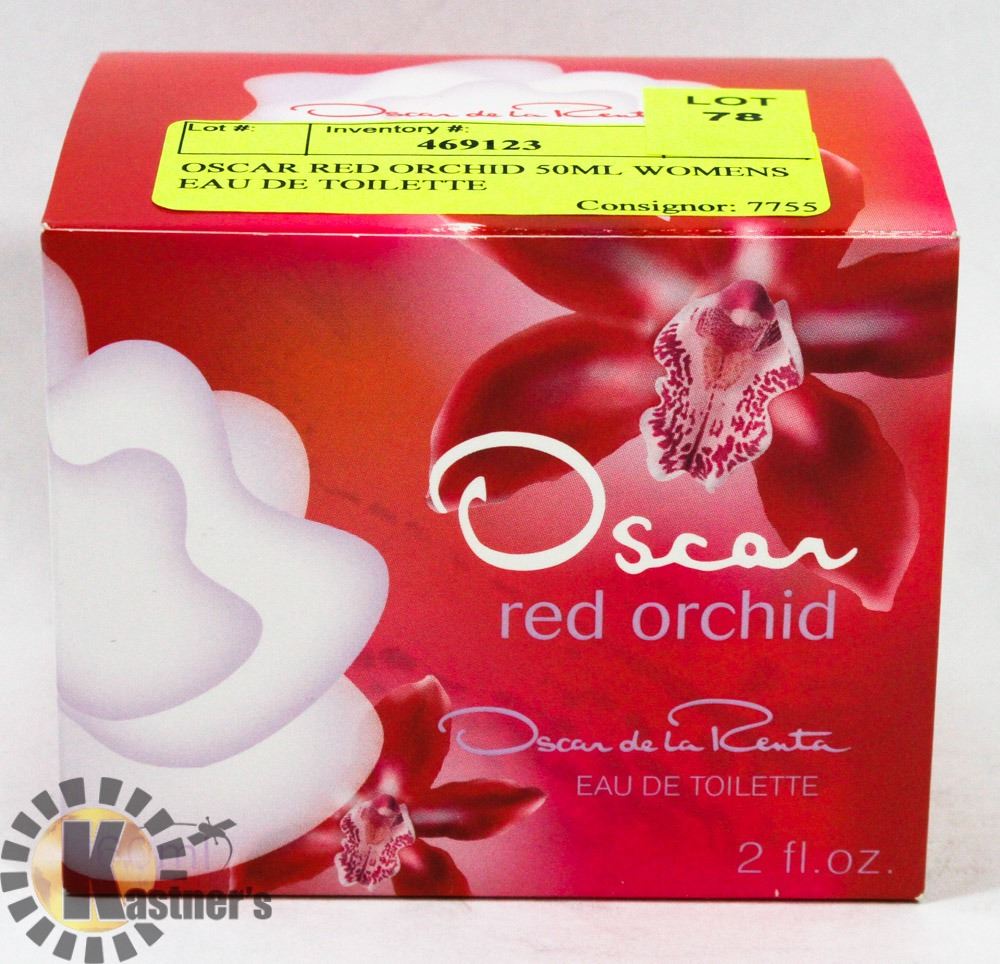 Oscar de la Rent
LOT
78
Lot #: Inventory #:
469123
OSCAR RED ORCHID 50ML WOMENS
EAU DE TOILETTE
Consignor: 7755
Oscar
red orchid
Oscar de la Renta
EAU DE TOILETTE
2 fl.oz.
Kastner's